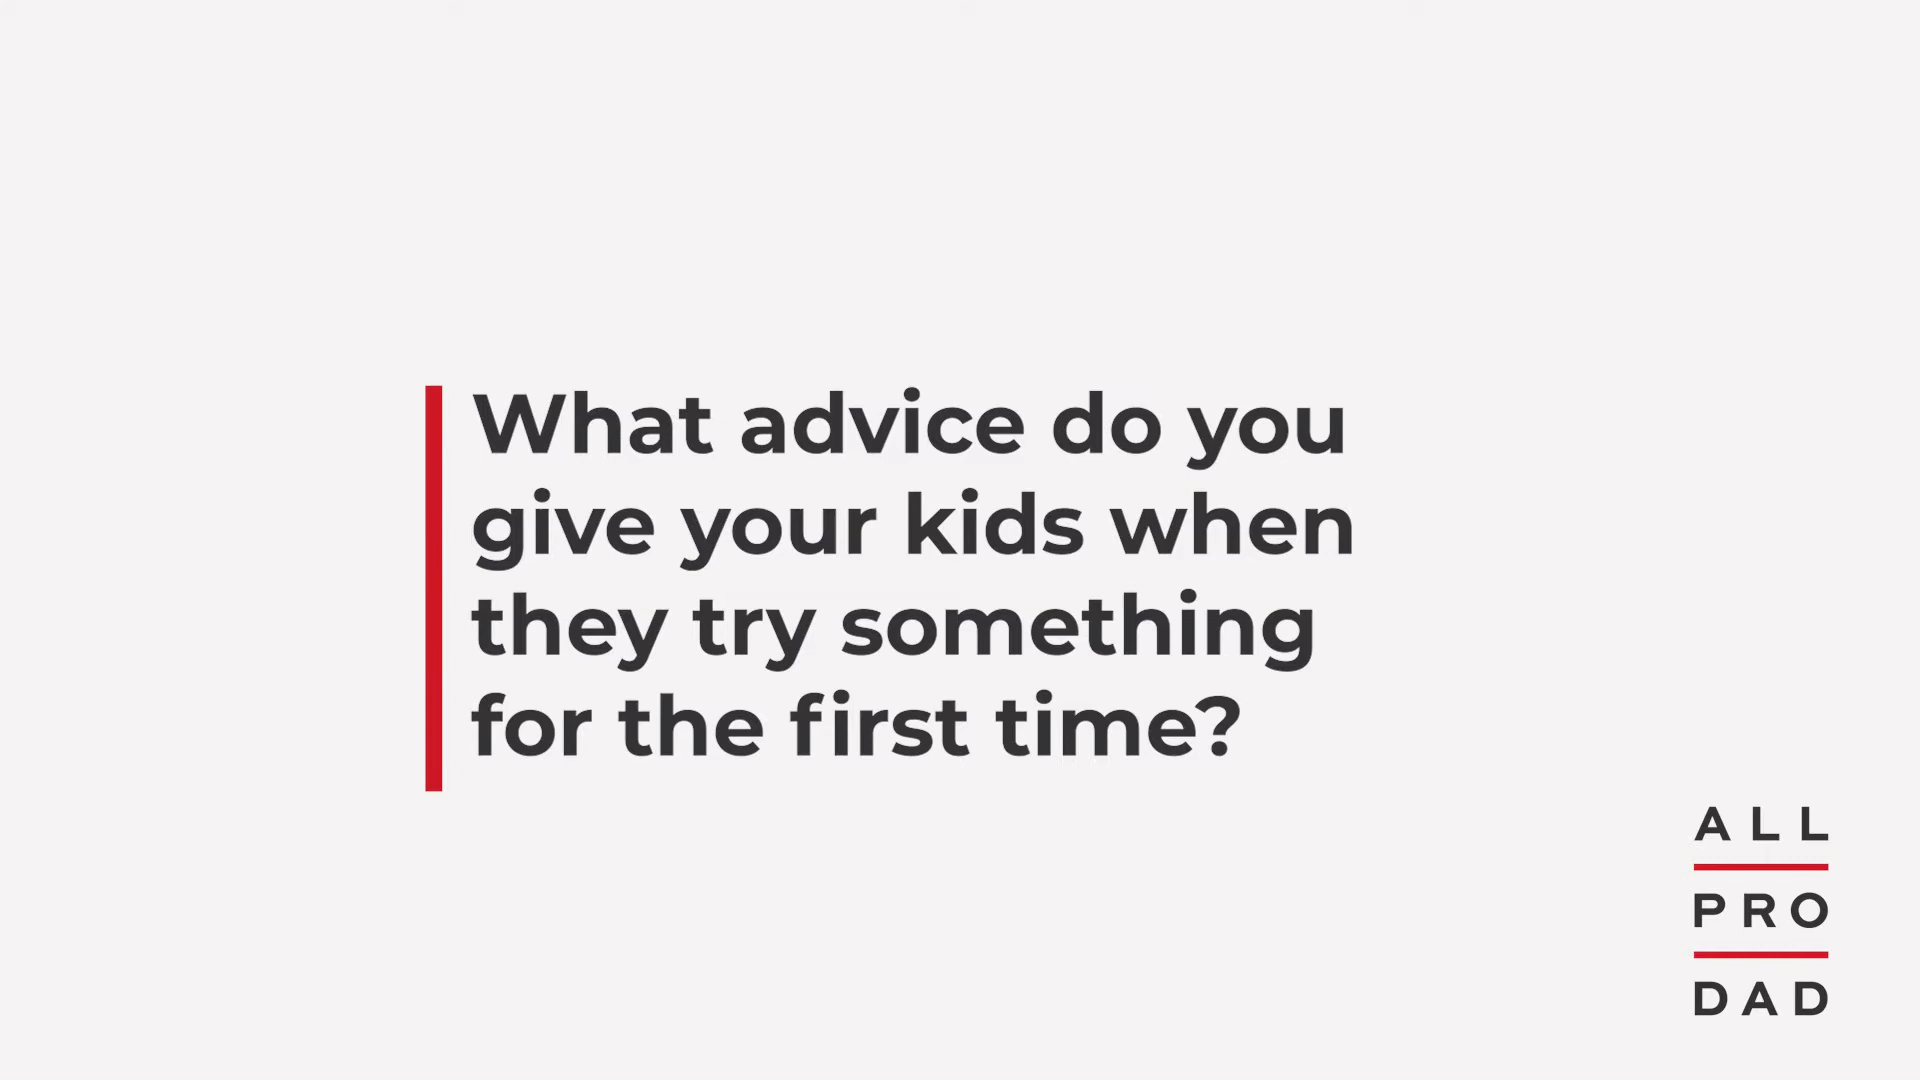 What advice do you
give your kids when
they try something
for the first time?
ALL
PRO
DAD